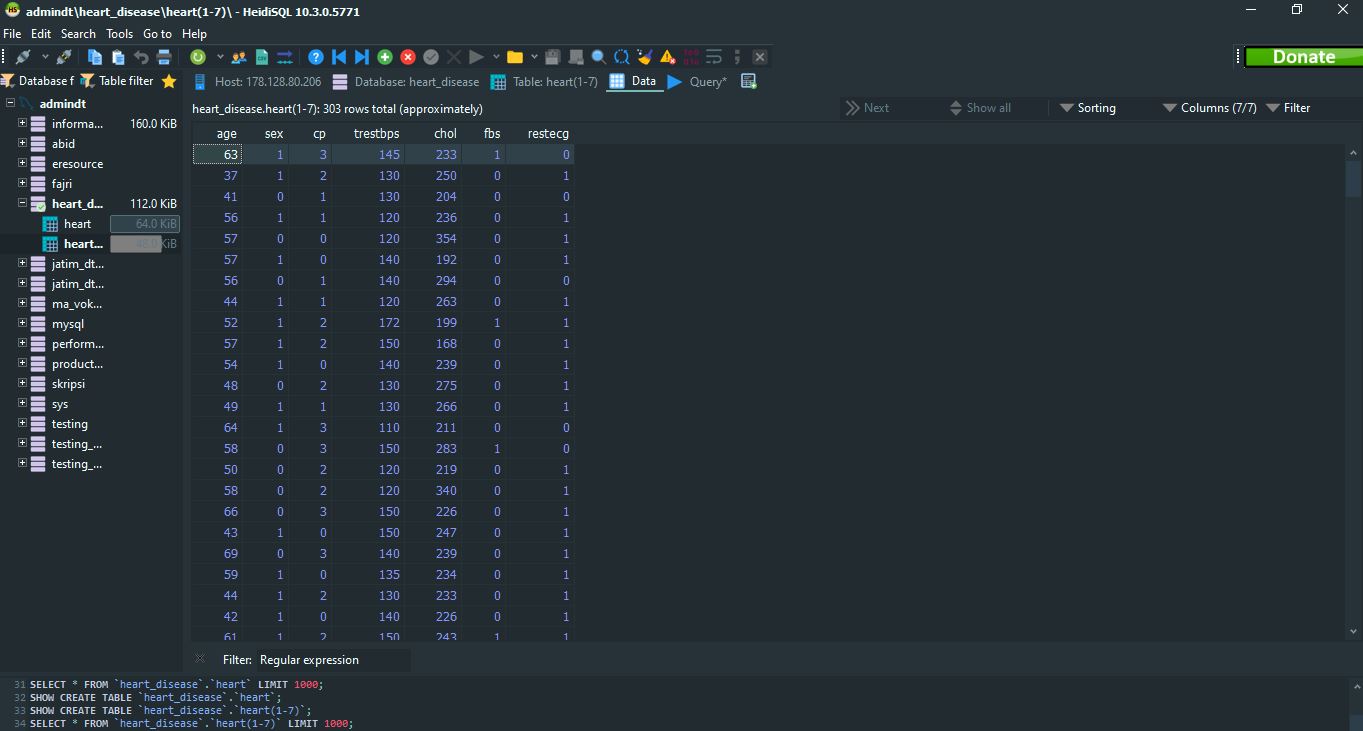 admindt\heart_disease\heart(1-7)\ - HeidiSQL 10.3.0.5771
File Edit Search Tools Go to Help
Donate
Database f Table filter Host: 178.128.80.206 Database: heart_disease Table: heart(1-7) Data Query*
admindt
informa... 160.0 KiB
abid
eresource
fajri
heart_d... 112.0 KiB
heart 64.0 KiB
heart... 48.0 KiB
jatim_dt...
jatim_dt...
ma_vok...
mysql
perform...
product...
skripsi
sys
testing
testing_...
testing_...
heart_disease.heart(1-7): 303 rows total (approximately) Next Show all Sorting Columns (7/7) Filter
age sex cp trestbps chol fbs restecg
63 1 3 145 233 1 0
37 1 2 130 250 0 1
41 0 1 130 204 0 0
56 1 1 120 236 0 1
57 0 0 120 354 0 1
57 1 0 140 192 0 1
56 0 1 140 294 0 0
44 1 1 120 263 0 1
52 1 2 172 199 1 1
57 1 2 150 168 0 1
54 1 0 140 239 0 1
48 0 2 130 275 0 1
49 1 1 130 266 0 1
64 1 3 110 211 0 0
58 0 3 150 283 1 0
50 0 2 120 219 0 1
58 0 2 120 340 0 1
66 0 3 150 226 0 1
43 1 0 150 247 0 1
69 0 3 140 239 0 1
59 1 0 135 234 0 1
44 1 2 130 233 0 1
42 1 0 140 226 0 1
61 1 2 150 243 1 1
Filter: Regular expression
31 SELECT * FROM `heart_disease`.`heart` LIMIT 1000;
32 SHOW CREATE TABLE `heart_disease`.`heart`;
33 SHOW CREATE TABLE `heart_disease`.`heart(1-7)`;
34 SELECT * FROM `heart_disease`.`heart(1-7)` LIMIT 1000;